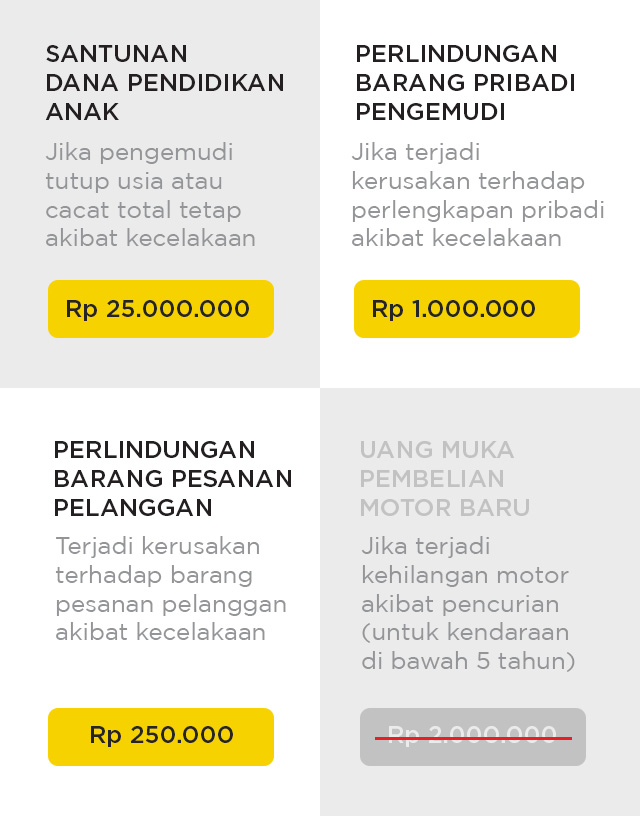 SANTUNAN
DANA PENDIDIKAN
ANAK
Jika pengemudi
tutup usia atau
cacat total tetap
akibat kecelakaan
Rp 25.000.000
PERLINDUNGAN
BARANG PRIBADI
PENGEMUDI
Jika terjadi
kerusakan terhadap
perlengkapan pribadi
akibat kecelakaan
Rp 1.000.000
PERLINDUNGAN
BARANG PESANAN
PELANGGAN
Terjadi kerusakan
terhadap barang
pesanan pelanggan
akibat kecelakaan
Rp 250.000
UANG MUKA
PEMBELIAN
MOTOR BARU
Jika terjadi
kehilangan motor
akibat pencurian
(untuk kendaraan
di bawah 5 tahun)
Rp 2.000.000